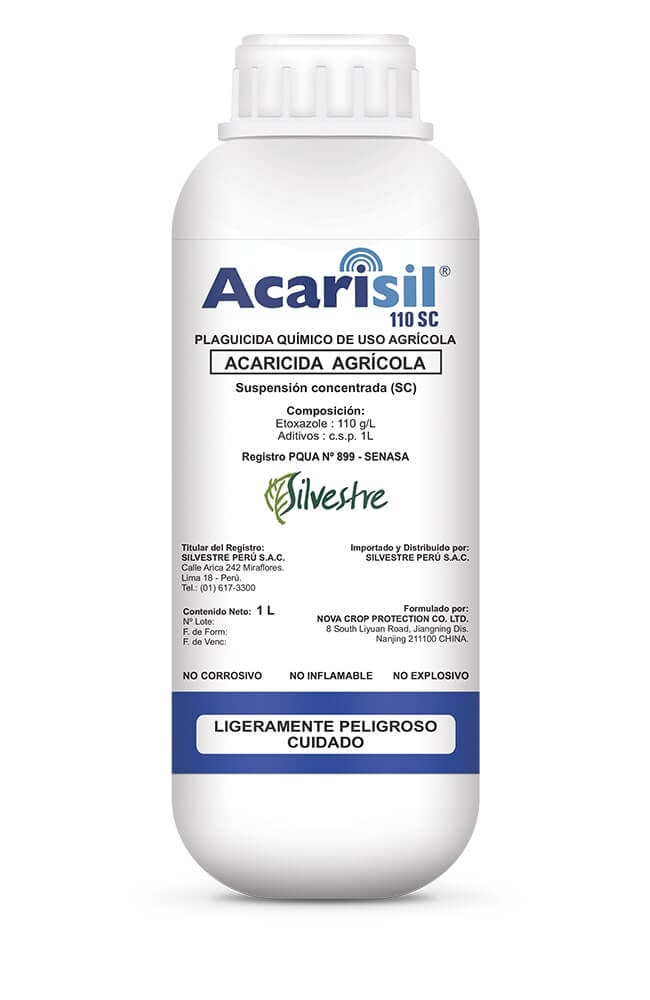 Acarisil®
110 SC
PLAGUICIDA QUÍMICO DE USO AGRÍCOLA
ACARICIDA AGRÍCOLA
Suspensión concentrada (SC)
Composición:
Etoxazole : 110 g/L
Aditivos : c.s.p. 1L
Registro PQUA Nº 899 - SENASA
Silvestre
Titular del Registro:
SILVESTRE PERÚ S.A.C.
Calle Arica 242 Miraflores.
Lima 18 - Perú.
Tel.: (01) 617-3300
Importado y Distribuido por:
SILVESTRE PERÚ S.A.C.
Contenido Neto: 1 L
Nº Lote:
F. de Form:
F. de Venc:
Formulado por:
NOVA CROP PROTECTION CO. LTD.
8 South Liyuan Road, Jiangning Dis.
Nanjing 211100 CHINA.
NO CORROSIVO NO INFLAMABLE NO EXPLOSIVO
LIGERAMENTE PELIGROSO
CUIDADO